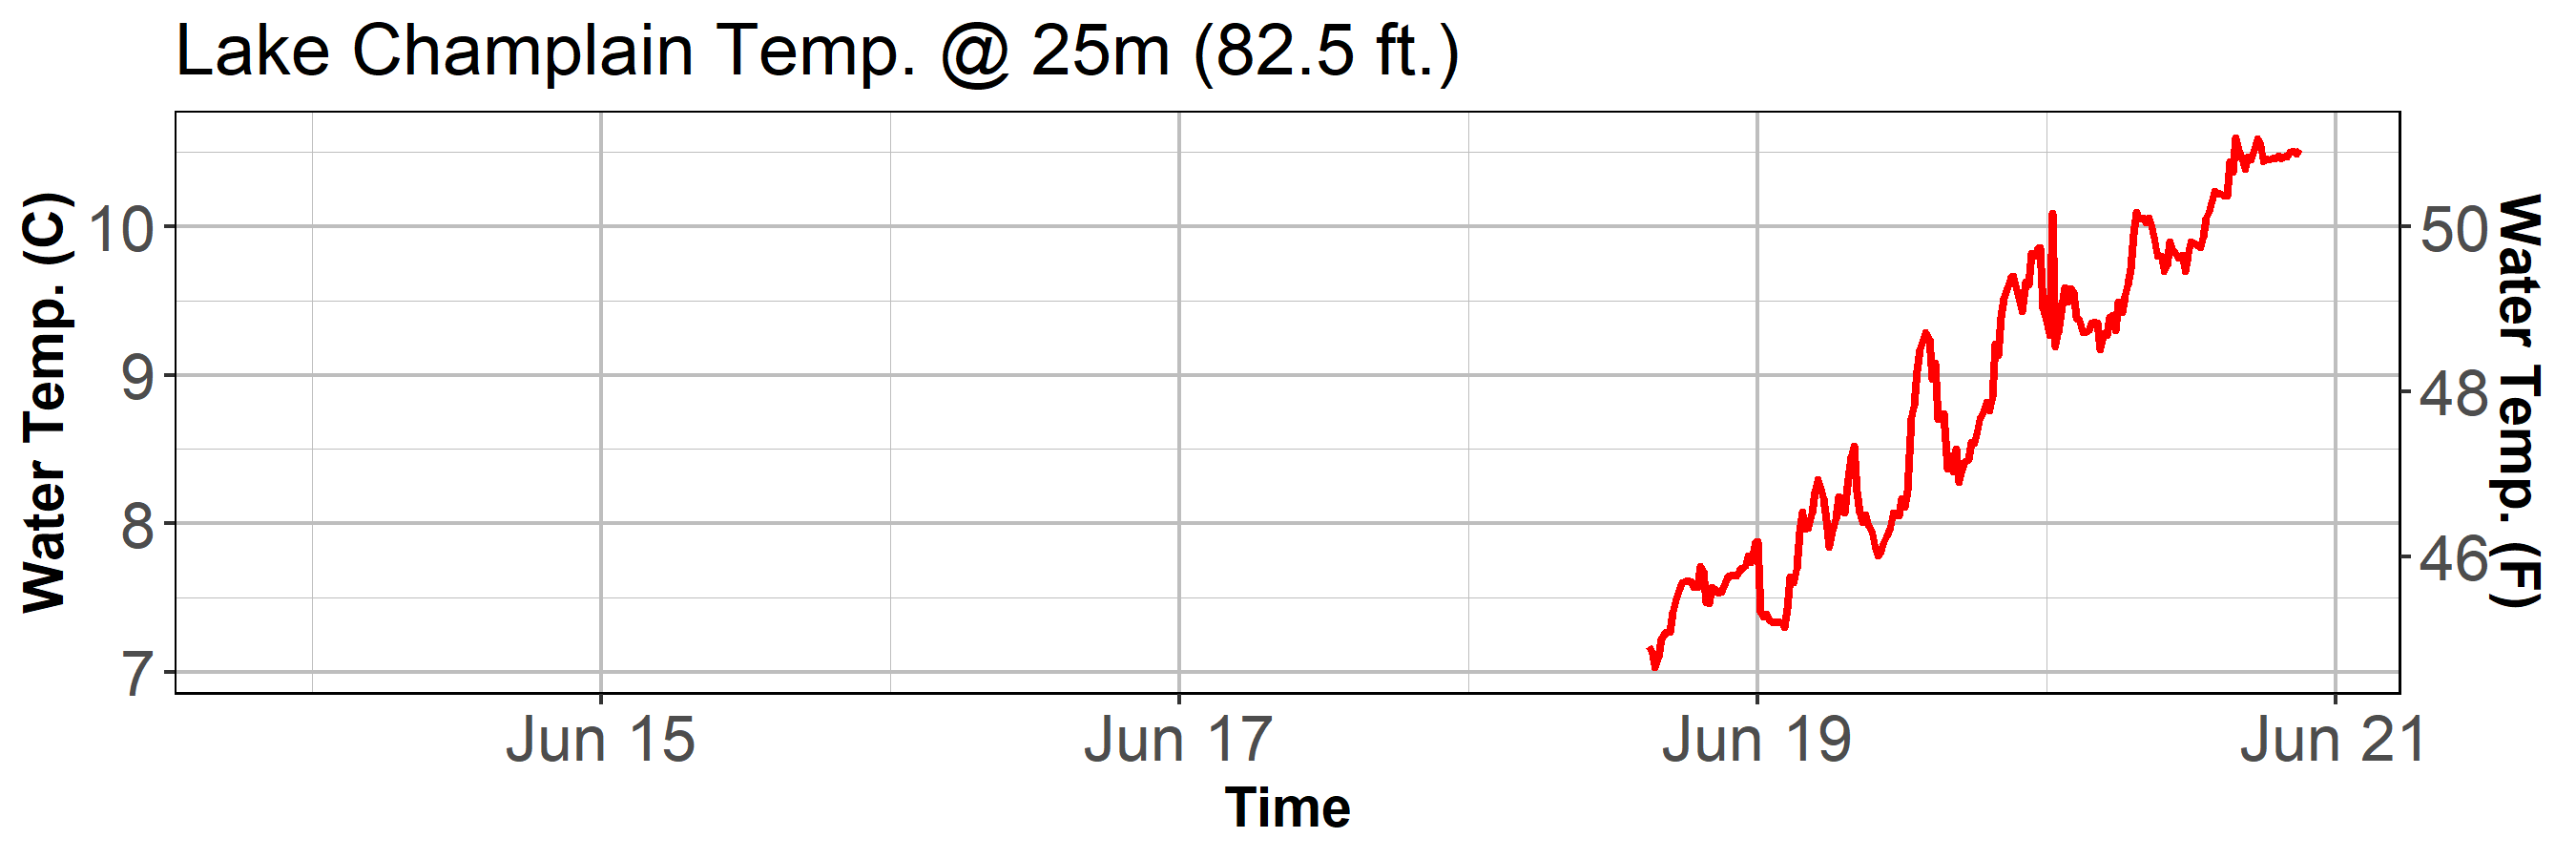 Lake Champlain Temp. @ 25m (82.5 ft.)
Water Temp. (C)
10
9
8
7
50
48
46
Water Temp. (F)
Jun 15
Jun 17
Jun 19
Jun 21
Time